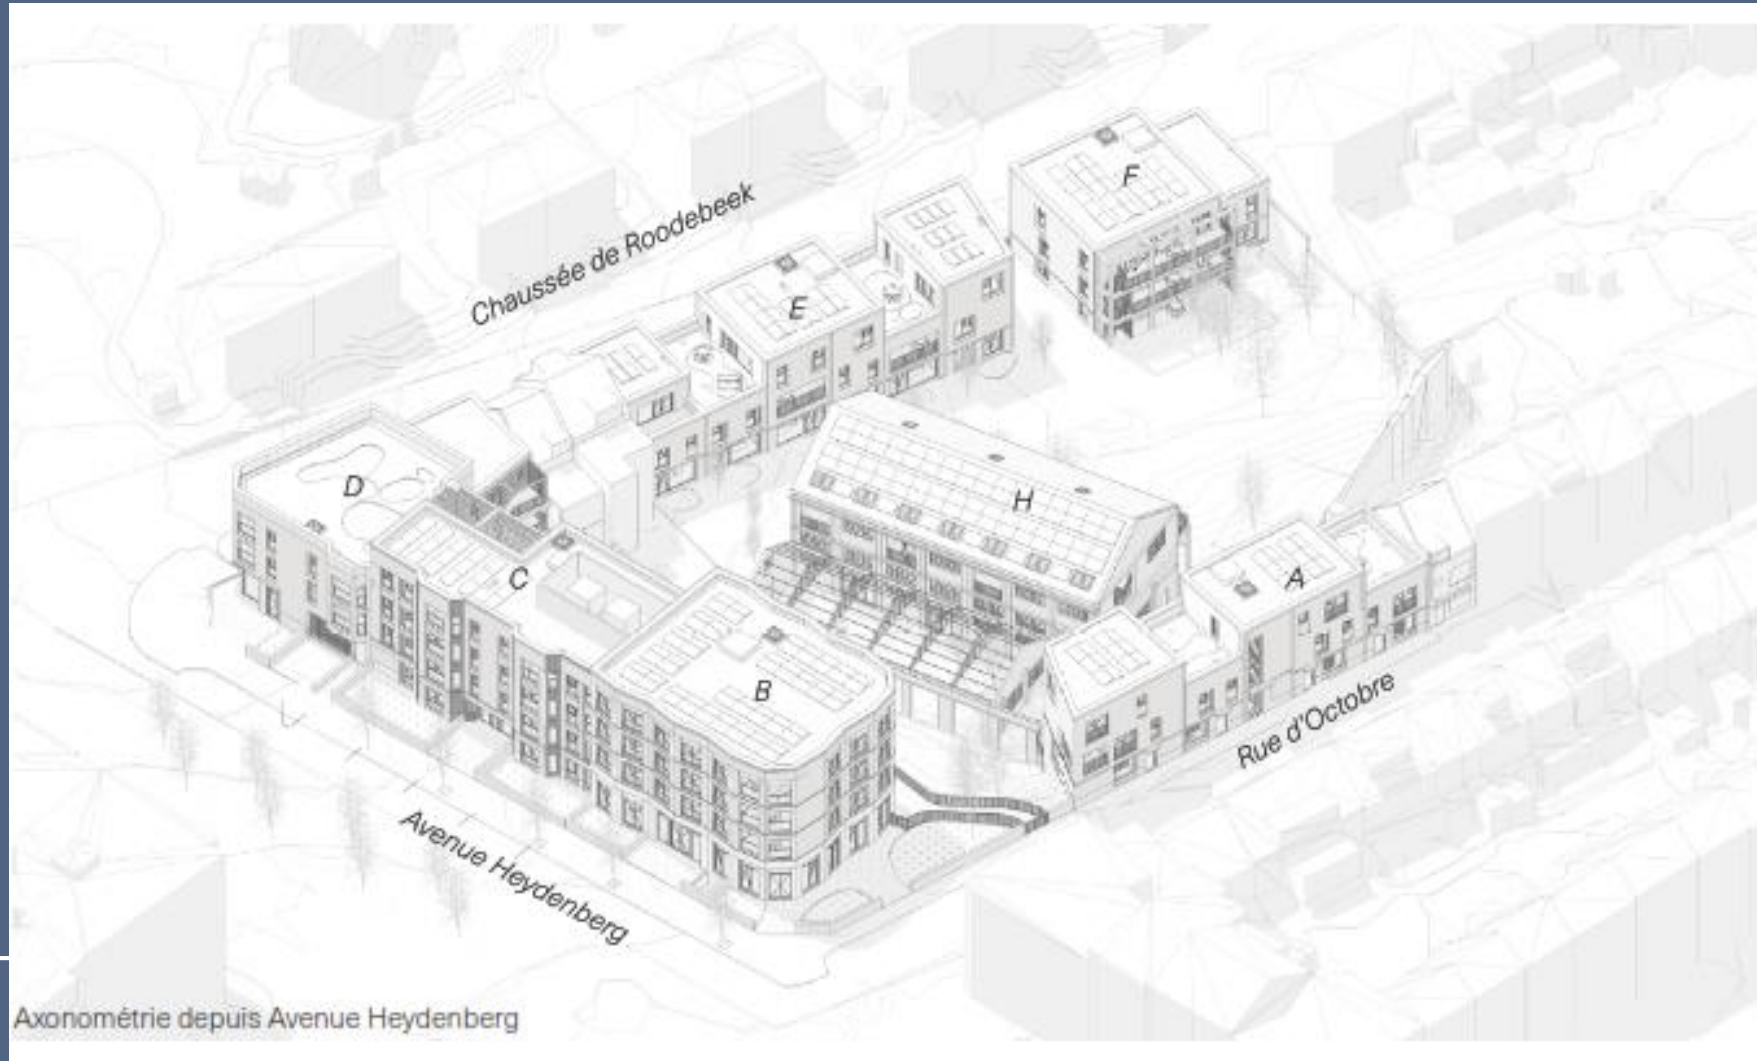 F
Chaussée de Roodebeek
E
D
H
C
A
B
Rue d'Octobre
Avenue Heydenberg
Axonométrie depuis Avenue Heydenberg